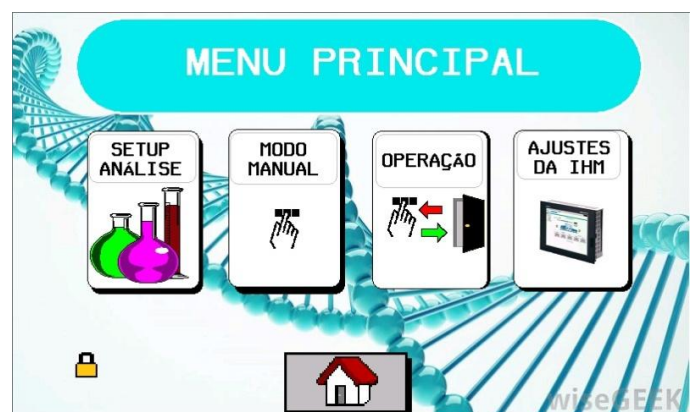 MENU PRINCIPAL
SETUP
ANÁLISE
MODO
MANUAL
OPERAÇÃO
AJUSTES
DA IHM
wiseGEEK